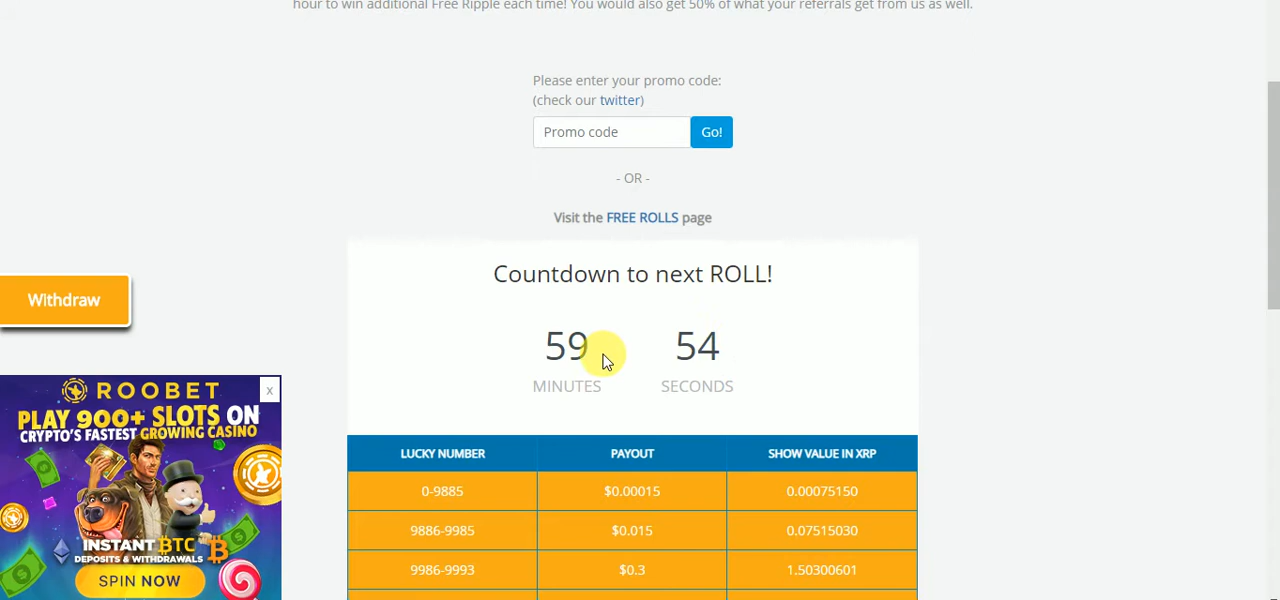 hour to win additional Free Ripple each time! You would also get 50% of what your referrals get from us as well.
Please enter your promo code:
(check our twitter)
Promo code Go!
- OR -
Visit the FREE ROLLS page
Countdown to next ROLL!
59 54
MINUTES SECONDS
LUCKY NUMBER PAYOUT SHOW VALUE IN XRP
0-9885 $0.00015 0.00075150
9886-9985 $0.015 0.07515030
9986-9993 $0.3 1.50300601
Withdraw
ROOBET x
PLAY 900+ SLOTS ON
CRYPTO'S FASTEST GROWING CASINO
INSTANT BTC
DEPOSITS & WITHDRAWALS
SPIN NOW